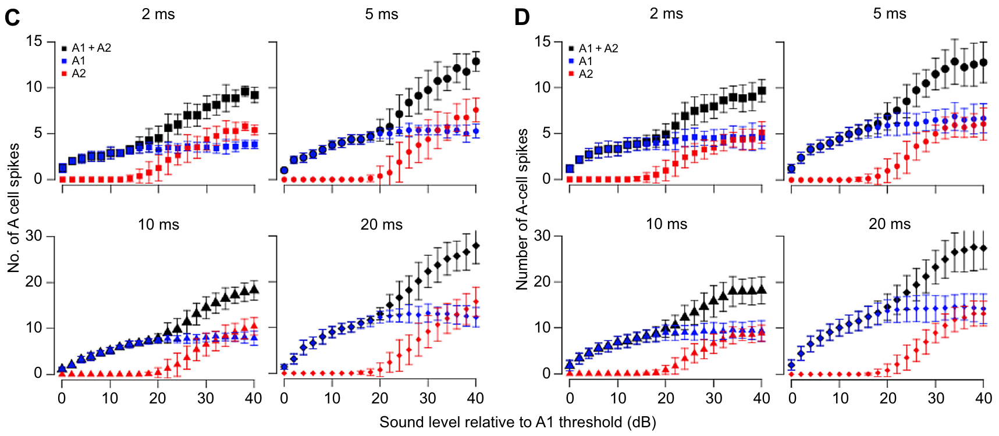 C
2 ms
5 ms
15
10
5
0
A1 + A2
A1
A2
10 ms
20 ms
30
20
10
0
0 10 20 30 40
0 10 20 30 40
No. of A cell spikes
D
2 ms
5 ms
15
10
5
0
A1 + A2
A1
A2
10 ms
20 ms
30
20
10
0
0 10 20 30 40
0 10 20 30 40
Number of A-cell spikes
Sound level relative to A1 threshold (dB)